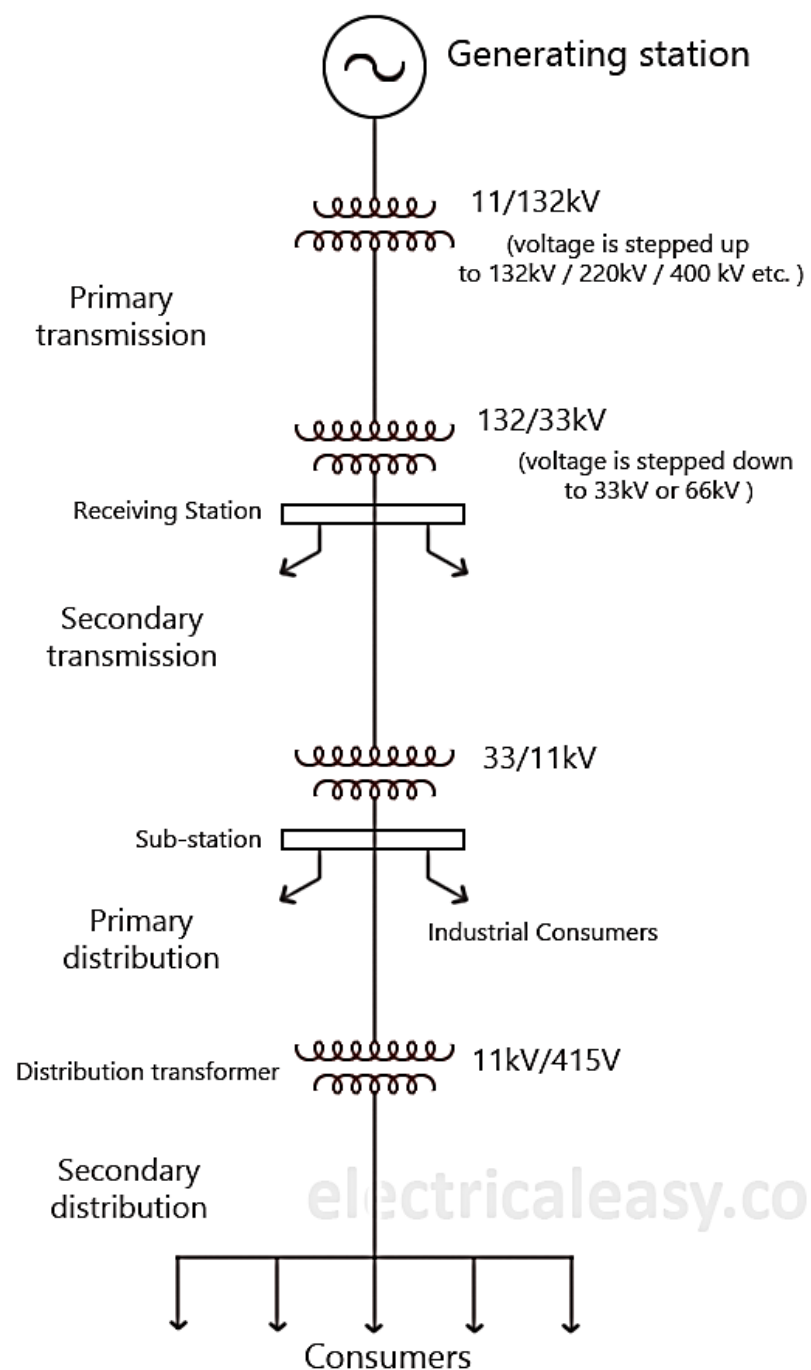 Generating station
11/132kV
(voltage is stepped up
to 132kV / 220kV / 400 kV etc. )
Primary
transmission
132/33kV
(voltage is stepped down
to 33kV or 66kV )
Receiving Station
Secondary
transmission
33/11kV
Sub-station
Primary
distribution
Industrial Consumers
11kV/415V
Distribution transformer
Secondary
distribution
electricaleasy.co
Consumers